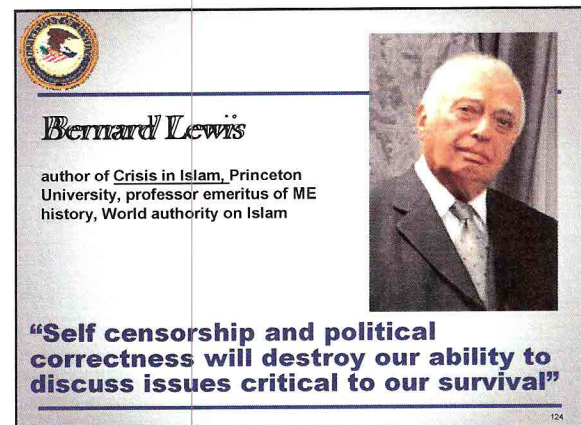 Bernard Lewis
author of Crisis in Islam, Princeton
University, professor emeritus of ME
history, World authority on Islam
“Self censorship and political
correctness will destroy our ability to
discuss issues critical to our survival”
124